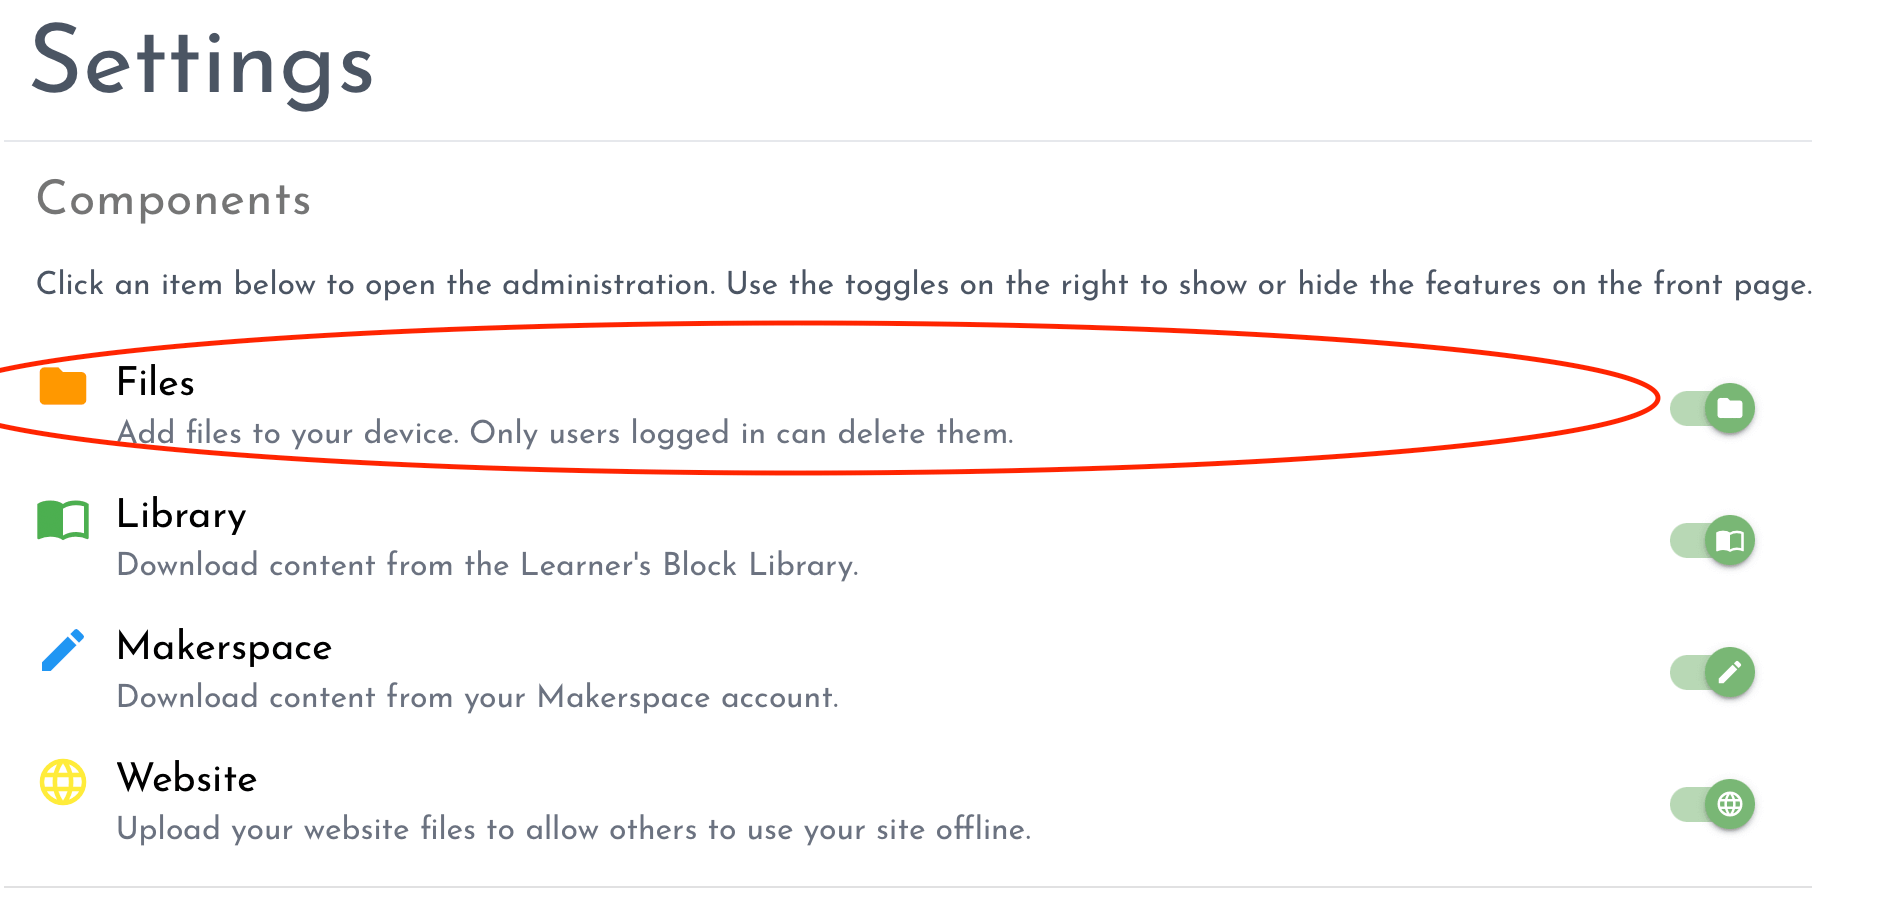 Settings
Components
Click an item below to open the administration. Use the toggles on the right to show or hide the features on the front page.
Files
Add files to your device. Only users logged in can delete them.
Library
Download content from the Learner's Block Library.
Makerspace
Download content from your Makerspace account.
Website
Upload your website files to allow others to use your site offline.